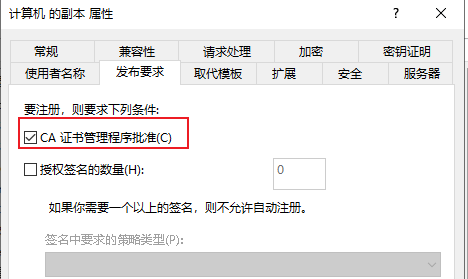 计算机 的副本 属性
常规 兼容性 请求处理 加密 密钥证明
使用者名称 发布要求 取代模板 扩展 安全 服务器
要注册，则要求下列条件:
CA 证书管理程序批准(C)
授权签名的数量(H): 0
如果你需要一个以上的签名，则不允许自动注册。
签名中要求的策略类型(P):